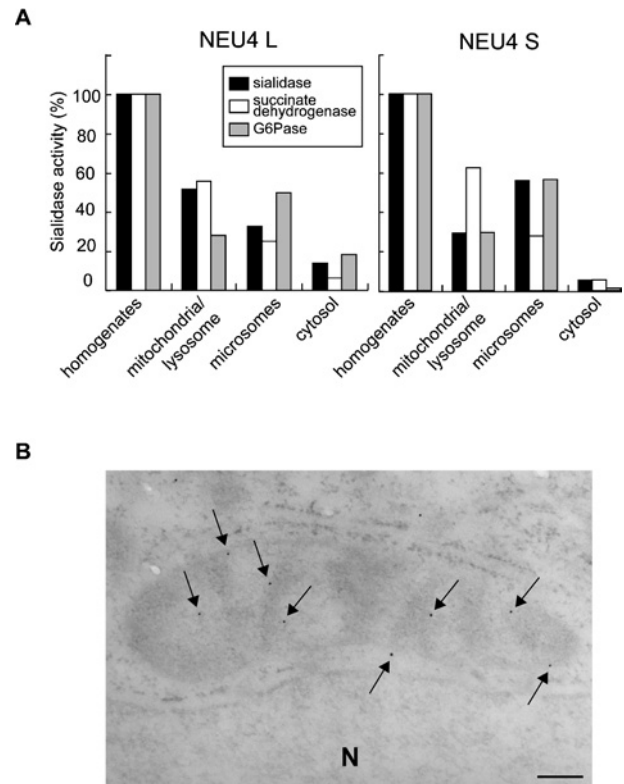 A
NEU4 L
NEU4 S
Sialidase activity (%)
100
80
60
40
20
0
sialidase
succinate
dehydrogenase
G6Pase
homogenates
mitochondria/
lysosome
microsomes
cytosol
homogenates
mitochondria/
lysosome
microsomes
cytosol
B
N